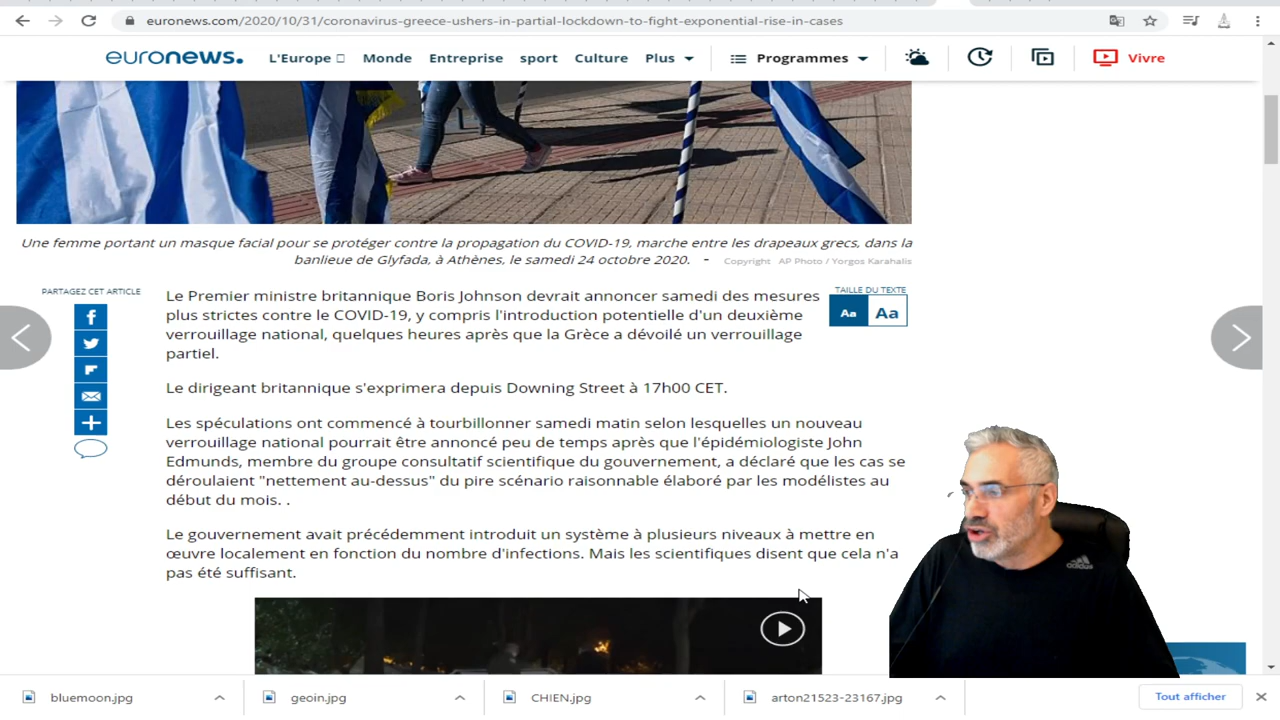 euronews.com/2020/10/31/coronavirus-greece-ushers-in-partial-lockdown-to-fight-exponential-rise-in-cases
euronews.
L'Europe
Monde
Entreprise
sport
Culture
Plus
Programmes
Vivre
Une femme portant un masque facial pour se protéger contre la propagation du COVID-19, marche entre les drapeaux grecs, dans la
banlieue de Glyfada, à Athènes, le samedi 24 octobre 2020. - Copyright AP Photo / Yorgos Karahalis
PARTAGEZ CET ARTICLE
TAILLE DU TEXTE
Aa Aa
Le Premier ministre britannique Boris Johnson devrait annoncer samedi des mesures
plus strictes contre le COVID-19, y compris l'introduction potentielle d'un deuxième
verrouillage national, quelques heures après que la Grèce a dévoilé un verrouillage
partiel.
Le dirigeant britannique s'exprimera depuis Downing Street à 17h00 CET.
Les spéculations ont commencé à tourbillonner samedi matin selon lesquelles un nouveau
verrouillage national pourrait être annoncé peu de temps après que l'épidémiologiste John
Edmunds, membre du groupe consultatif scientifique du gouvernement, a déclaré que les cas se
déroulaient "nettement au-dessus" du pire scénario raisonnable élaboré par les modélistes au
début du mois. .
Le gouvernement avait précédemment introduit un système à plusieurs niveaux à mettre en
œuvre localement en fonction du nombre d'infections. Mais les scientifiques disent que cela n'a
pas été suffisant.
adidas
bluemoon.jpg
geoin.jpg
CHIEN.jpg
arton21523-23167.jpg
Tout afficher